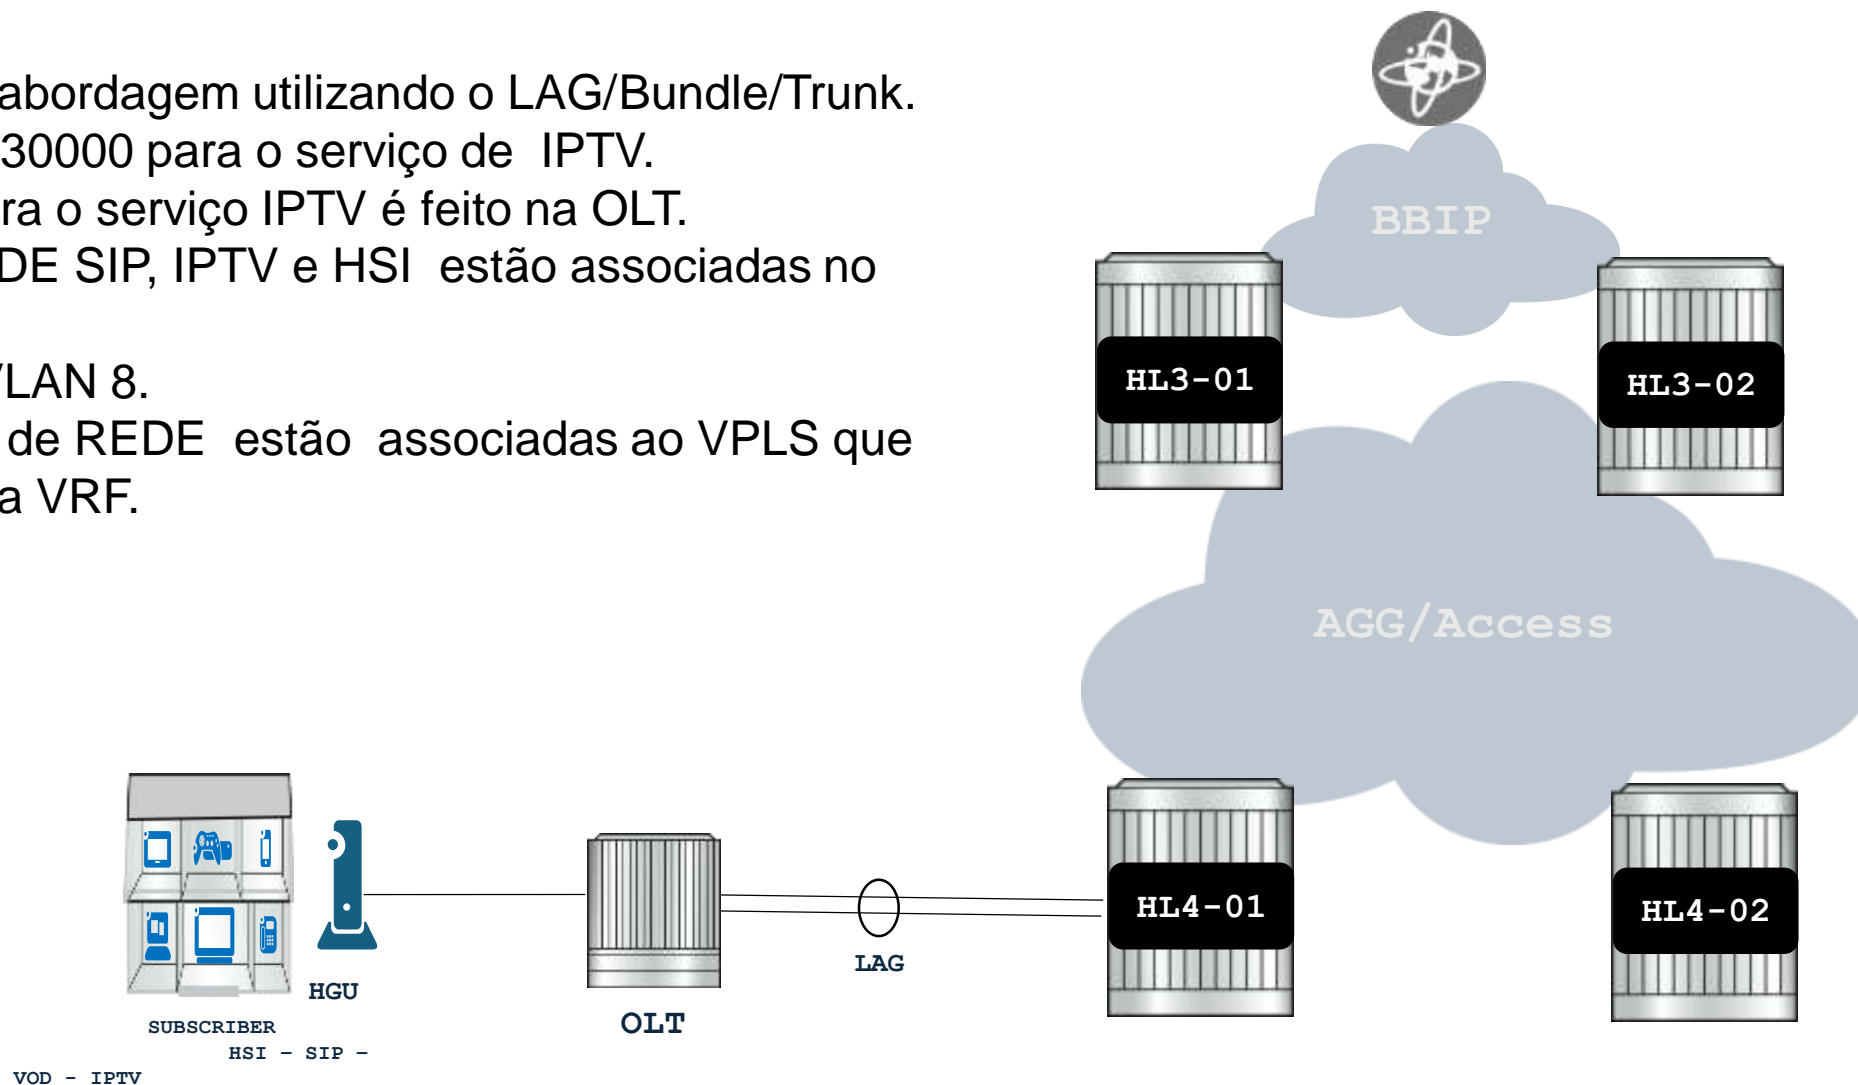 abordagem utilizando o LAG/Bundle/Trunk.
30000 para o serviço de IPTV.
ra o serviço IPTV é feito na OLT.
DE SIP, IPTV e HSI estão associadas no
VLAN 8.
de REDE estão associadas ao VPLS que
a VRF.
BBIP
HL3-01
HL3-02
AGG/Access
HL4-01
HL4-02
LAG
HGU
OLT
SUBSCRIBER
HSI – SIP –
VOD - IPTV